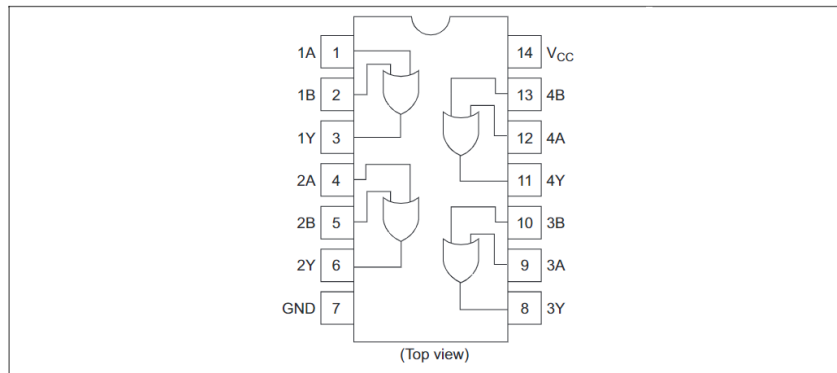 1A 1 14 VCC
1B 2 13 4B
1Y 3 12 4A
2A 4 11 4Y
2B 5 10 3B
2Y 6 9 3A
GND 7 8 3Y
(Top view)